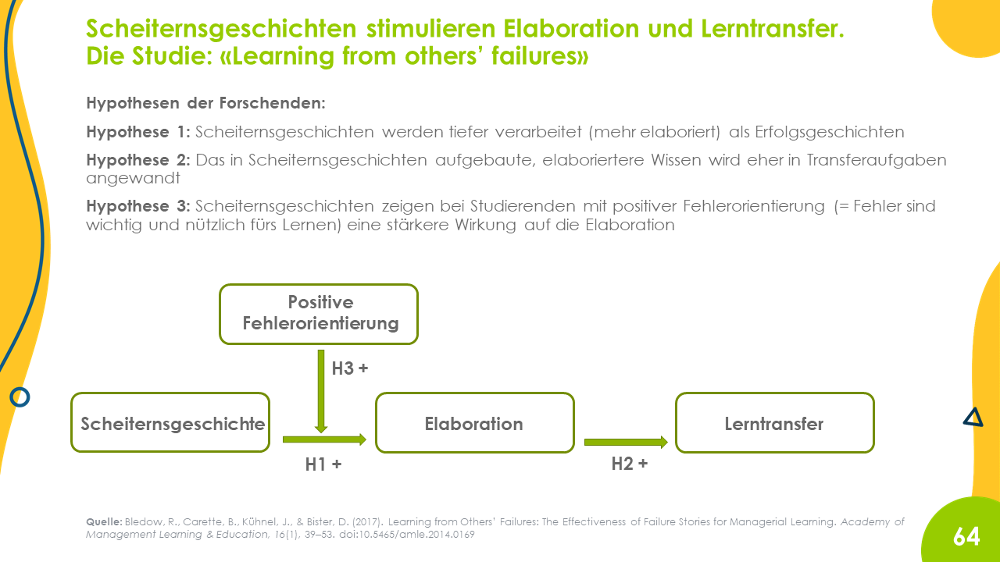 Scheiternsgeschichten stimulieren Elaboration und Lerntransfer.
Die Studie: «Learning from others’ failures»
Hypothesen der Forschenden:
Hypothese 1: Scheiternsgeschichten werden tiefer verarbeitet (mehr elaboriert) als Erfolgsgeschichten
Hypothese 2: Das in Scheiternsgeschichten aufgebaute, elaboriertere Wissen wird eher in Transferaufgaben
angewandt
Hypothese 3: Scheiternsgeschichten zeigen bei Studierenden mit positiver Fehlerorientierung (= Fehler sind
wichtig und nützlich fürs Lernen) eine stärkere Wirkung auf die Elaboration
Positive
Fehlerorientierung
H3 +
Scheiternsgeschichte
Elaboration
Lerntransfer
H1 +
H2 +
Quelle: Bledow, R., Carette, B., Kühnel, J., & Bister, D. (2017). Learning from Others’ Failures: The Effectiveness of Failure Stories for Managerial Learning. Academy of
Management Learning & Education, 16(1), 39–53. doi:10.5465/amle.2014.0169
64